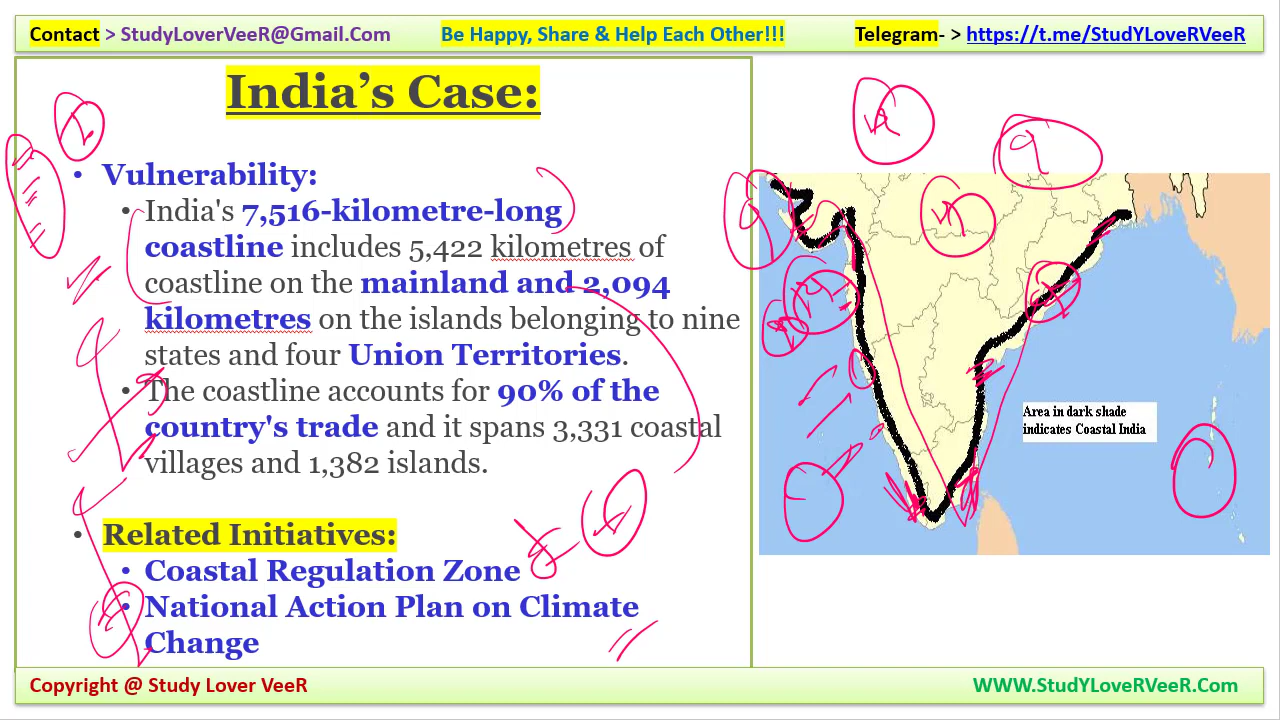 Contact > StudyLoverVeeR@Gmail.Com Be Happy, Share & Help Each Other!!! Telegram- > https://t.me/StudYLoveRVeeR
India's Case:
• Vulnerability:
• India's 7,516-kilometre-long
coastline includes 5,422 kilometres of
coastline on the mainland and 2,094
kilometres on the islands belonging to nine
states and four Union Territories.
• The coastline accounts for 90% of the
country's trade and it spans 3,331 coastal
villages and 1,382 islands.
• Related Initiatives:
• Coastal Regulation Zone
• National Action Plan on Climate
Change
Area in dark shade
indicates Coastal India
Copyright @ Study Lover VeeR WWW.StudyLoveRVeeR.Com